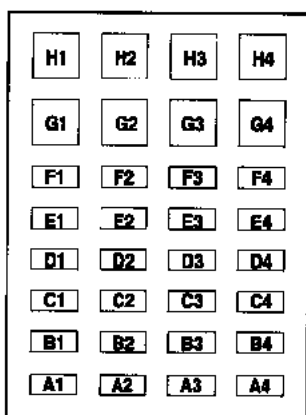 H1 H2 H3 H4
G1 G2 G3 G4
F1 F2 F3 F4
E1 E2 E3 E4
D1 D2 D3 D4
C1 C2 C3 C4
B1 B2 B3 B4
A1 A2 A3 A4